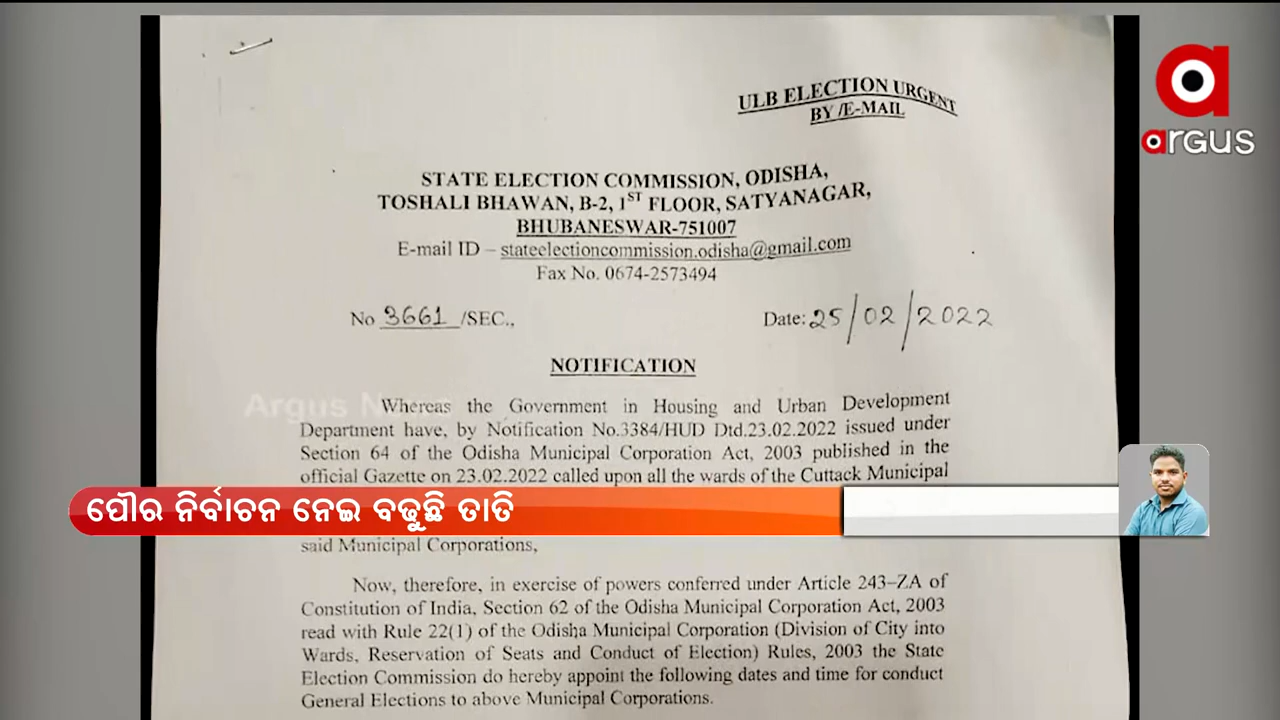 ULB ELECTION URGENT
BY /E-MAIL
argus
STATE ELECTION COMMISSION, ODISHA,
TOSHALI BHAWAN, B-2, 1ST FLOOR, SATYANAGAR,
BHUBANESWAR-751007
E-mail ID – stateelectioncommission.odisha@gmail.com
Fax No. 0674-2573494
No 3661 /SEC.,
Date: 25/02/2022
NOTIFICATION
Argus
Whereas the Government in Housing and Urban Development
Department have, by Notification No.3384/HUD Dtd.23.02.2022 issued under
Section 64 of the Odisha Municipal Corporation Act, 2003 published in the
official Gazette on 23.02.2022 called upon all the wards of the Cuttack Municipal
ପୌର ନିର୍ବାଚନ ନେଇ ବଢୁଛି ତାତି
said Municipal Corporations,
Now, therefore, in exercise of powers conferred under Article 243–ZA of
Constitution of India, Section 62 of the Odisha Municipal Corporation Act, 2003
read with Rule 22(1) of the Odisha Municipal Corporation (Division of City into
Wards, Reservation of Seats and Conduct of Election) Rules, 2003 the State
Election Commission do hereby appoint the following dates and time for conduct
General Elections to above Municipal Corporations.